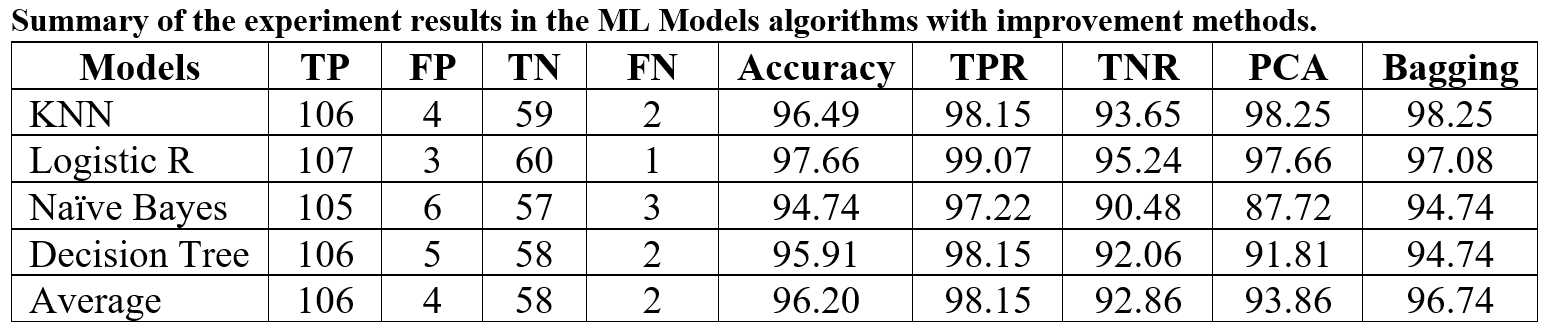 Summary of the experiment results in the ML Models algorithms with improvement methods.
Models TP FP TN FN Accuracy TPR TNR PCA Bagging
KNN 106 4 59 2 96.49 98.15 93.65 98.25 98.25
Logistic R 107 3 60 1 97.66 99.07 95.24 97.66 97.08
Naïve Bayes 105 6 57 3 94.74 97.22 90.48 87.72 94.74
Decision Tree 106 5 58 2 95.91 98.15 92.06 91.81 94.74
Average 106 4 58 2 96.20 98.15 92.86 93.86 96.74